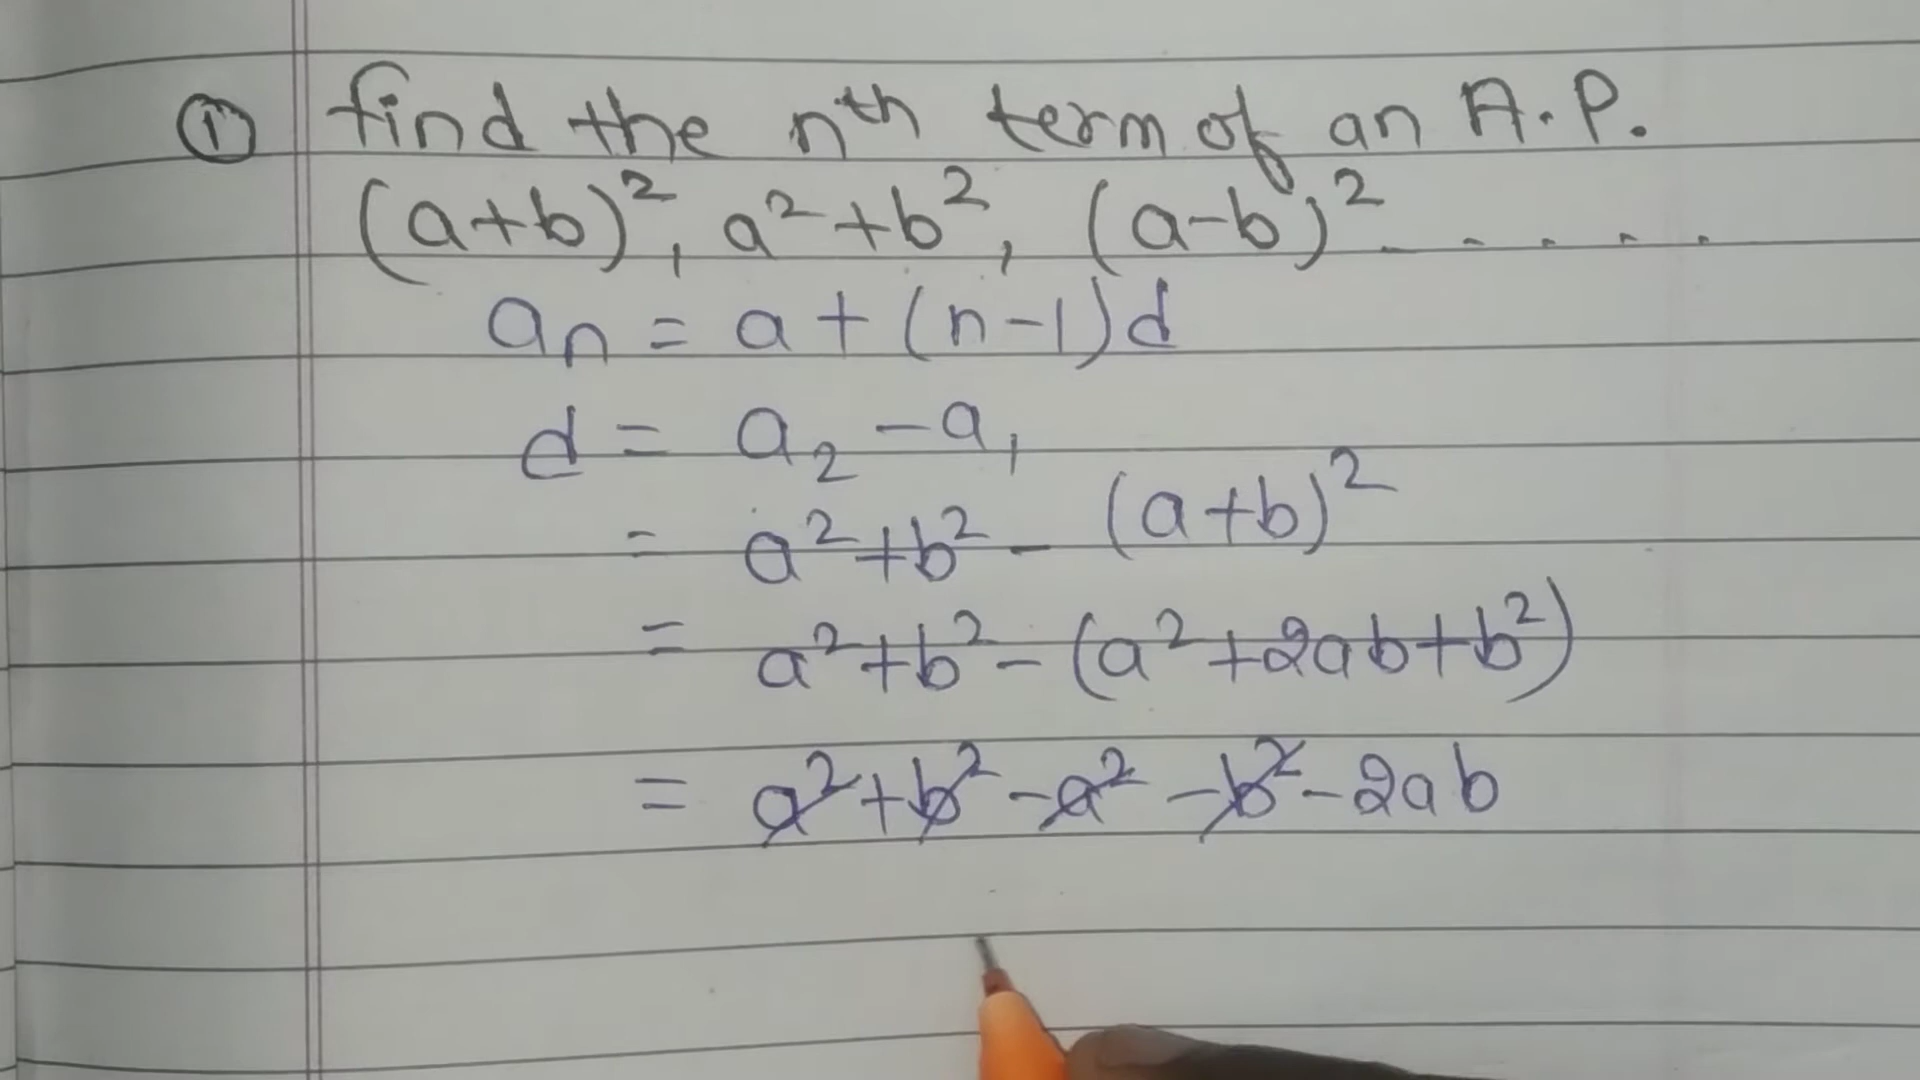 ① find the nth term of an A.P.
(a+b)², a²+b², (a-b)² - - - - -
aₙ = a + (n-1)d
d = a₂ - a₁
= a²+b² - (a+b)²
= a²+b² - (a²+2ab+b²)
= a²+b² - a² - b² - 2ab